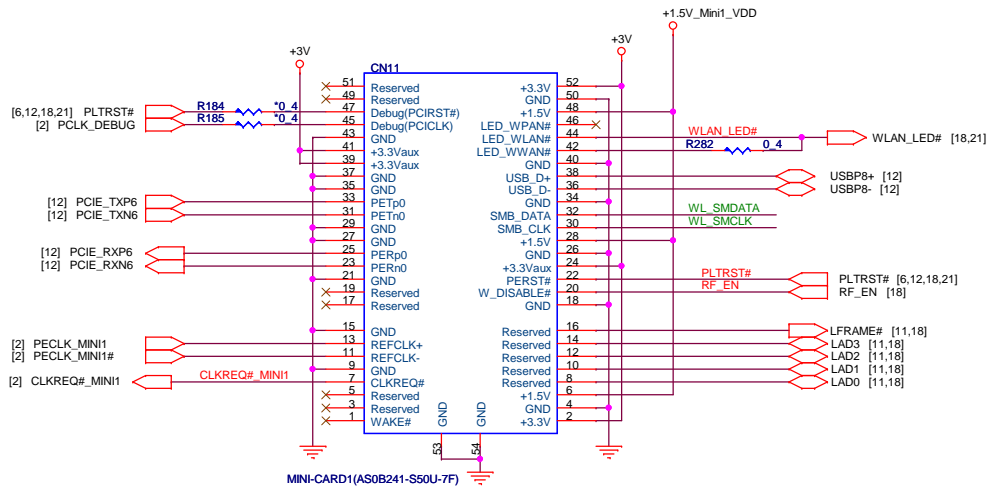 +1.5V_Mini1_VDD
+3V
+3V
CN11
51 Reserved +3.3V 52
49 Reserved GND 50
[6,12,18,21] PLTRST# R184 *0_4 47 Debug(PCIRST#) +1.5V 48
[2] PCLK_DEBUG R185 *0_4 45 Debug(PCICLK) LED_WPAN# 46
43 GND LED_WLAN# 44 WLAN_LED# WLAN_LED# [18,21]
41 +3.3Vaux LED_WWAN# 42 R282 0_4
39 +3.3Vaux GND 40
37 GND USB_D+ 38 USBP8+ [12]
35 GND USB_D- 36 USBP8- [12]
[12] PCIE_TXP6 33 PETp0 GND 34
[12] PCIE_TXN6 31 PETn0 SMB_DATA 32 WL_SMDATA
29 GND SMB_CLK 30 WL_SMCLK
27 GND +1.5V 28
[12] PCIE_RXP6 25 PERp0 GND 26
[12] PCIE_RXN6 23 PERn0 +3.3Vaux 24
21 GND PERST# 22 PLTRST# PLTRST# [6,12,18,21]
19 Reserved W_DISABLE# 20 RF_EN RF_EN [18]
17 Reserved GND 18
15 GND Reserved 16 LFRAME# [11,18]
[2] PECLK_MINI1 13 REFCLK+ Reserved 14 LAD3 [11,18]
[2] PECLK_MINI1# 11 REFCLK- Reserved 12 LAD2 [11,18]
9 GND Reserved 10 LAD1 [11,18]
[2] CLKREQ#_MINI1 CLKREQ#_MINI1 7 CLKREQ# Reserved 8 LAD0 [11,18]
5 Reserved +1.5V 6
3 Reserved GND 4
1 WAKE# +3.3V 2
GND GND
53 54
MINI-CARD1(AS0B241-S50U-7F)